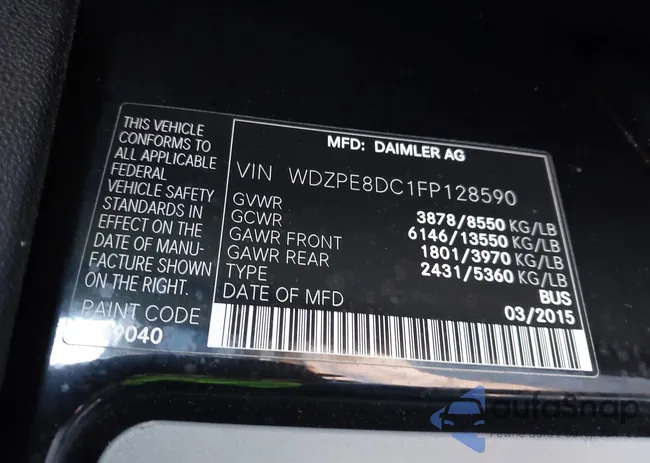 THIS VEHICLE
CONFORMS TO
ALL APPLICABLE
FEDERAL
VEHICLE SAFETY
STANDARDS IN
EFFECT ON THE
DATE OF MANU-
FACTURE SHOWN
ON THE RIGHT.
PAINT CODE
9040
MFD: DAIMLER AG
VIN WDZPE8DC1FP128590
GVWR 3878/8550 KG/LB
GCWR 6146/13550 KG/LB
GAWR FRONT 1801/3970 KG/LB
GAWR REAR 2431/5360 KG/LB
TYPE BUS
DATE OF MFD 03/2015
autoSnap